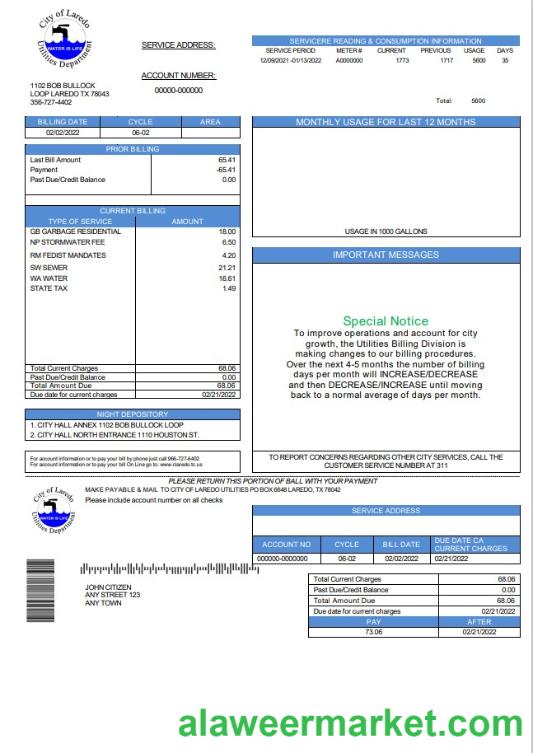 City of Laredo
WATER IS LIFE
Utilities Department
1102 BOB BULLOCK
LOOP LAREDO TX 78043
356-727-4402
SERVICE ADDRESS:
ACCOUNT NUMBER:
00000-000000
SERVICERE READING & CONSUMPTION INFORMATION
SERVICE PERIOD METER# CURRENT PREVIOUS USAGE DAYS
12/09/2021 -01/13/2022 A0000000 1773 1717 5600 35
Total: 5600
BILLING DATE CYCLE AREA
02/02/2022 06-02
PRIOR BILLING
Last Bill Amount 65.41
Payment -65.41
Past Due/Credit Balance 0.00
CURRENT BILLING
TYPE OF SERVICE AMOUNT
GB GARBAGE RESIDENTIAL 18.00
NP STORMWATER FEE 6.50
RM FEDIST MANDATES 4.20
SW SEWER 21.21
WA WATER 16.61
STATE TAX 1.49
Total Current Charges 68.06
Past Due/Credit Balance 0.00
Total Amount Due 68.06
Due date for current charges 02/21/2022
NIGHT DEPOSITORY
1. CITY HALL ANNEX 1102 BOB BULLOCK LOOP
2. CITY HALL NORTH ENTRANCE 1110 HOUSTON ST.
For account information or to pay your bill by phone just call 966-727-6402
For account information or to pay your bill On Line go to: www.claredo.tc.us
MONTHLY USAGE FOR LAST 12 MONTHS
USAGE IN 1000 GALLONS
IMPORTANT MESSAGES
Special Notice
To improve operations and account for city
growth, the Utilities Billing Division is
making changes to our billing procedures.
Over the next 4-5 months the number of billing
days per month will INCREASE/DECREASE
and then DECREASE/INCREASE until moving
back to a normal average of days per month.
TO REPORT CONCERNS REGARDING OTHER CITY SERVICES, CALL THE
CUSTOMER SERVICE NUMBER AT 311
PLEASE RETURN THIS PORTION OF BALL WITH YOUR PAYMENT
MAKE PAYABLE & MAIL TO CITY OF LAREDO UTILITIES PO BOX 6648 LAREDO, TX 78042
Please include account number on all checks
City of Laredo
WATER IS LIFE
Utilities Department
SERVICE ADDRESS
ACCOUNT NO CYCLE BILL DATE DUE DATE CA CURRENT CHARGES
000000-0000000 06-02 02/02/2022 02/21/2022
JOHN CITIZEN
ANY STREET 123
ANY TOWN
Total Current Charges 68.06
Past Due/Credit Balance 0.00
Total Amount Due 68.06
Due date for current charges 02/21/2022
PAY AFTER
73.06 02/21/2022
alaweermarket.com